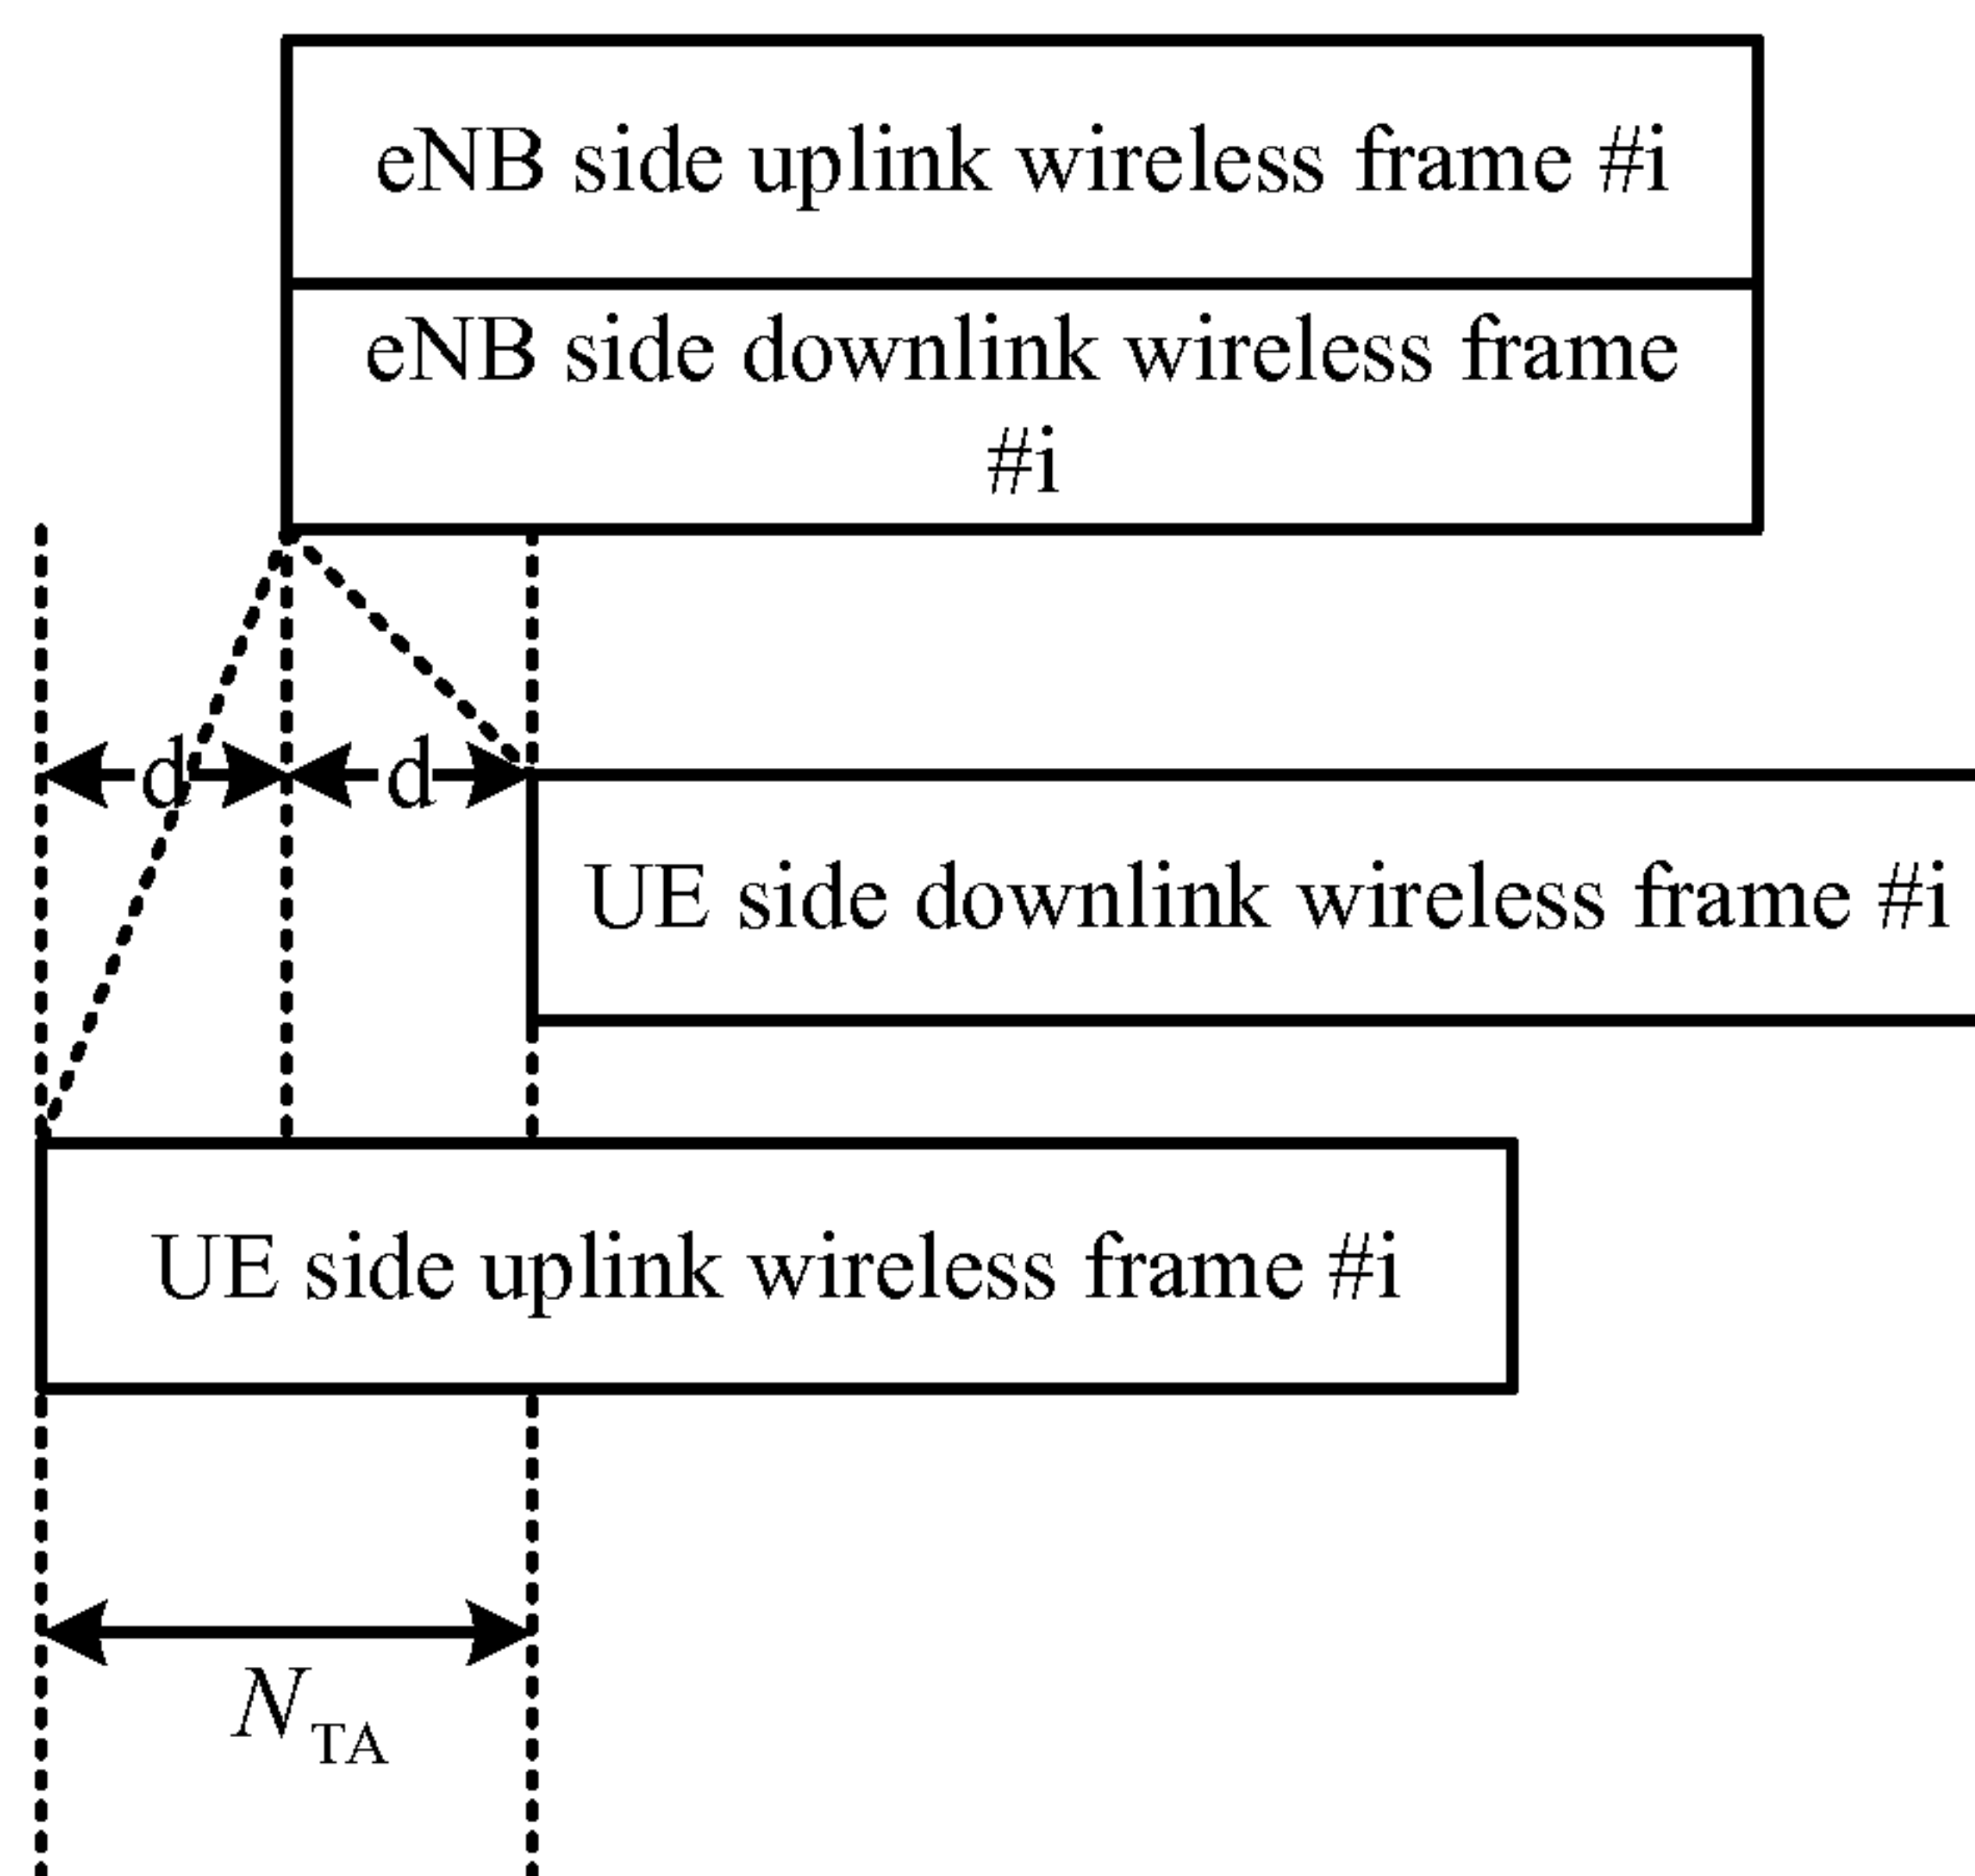 eNB side uplink wireless frame #i
eNB side downlink wireless frame
#i
d d
UE side downlink wireless frame #i
UE side uplink wireless frame #i
N_TA